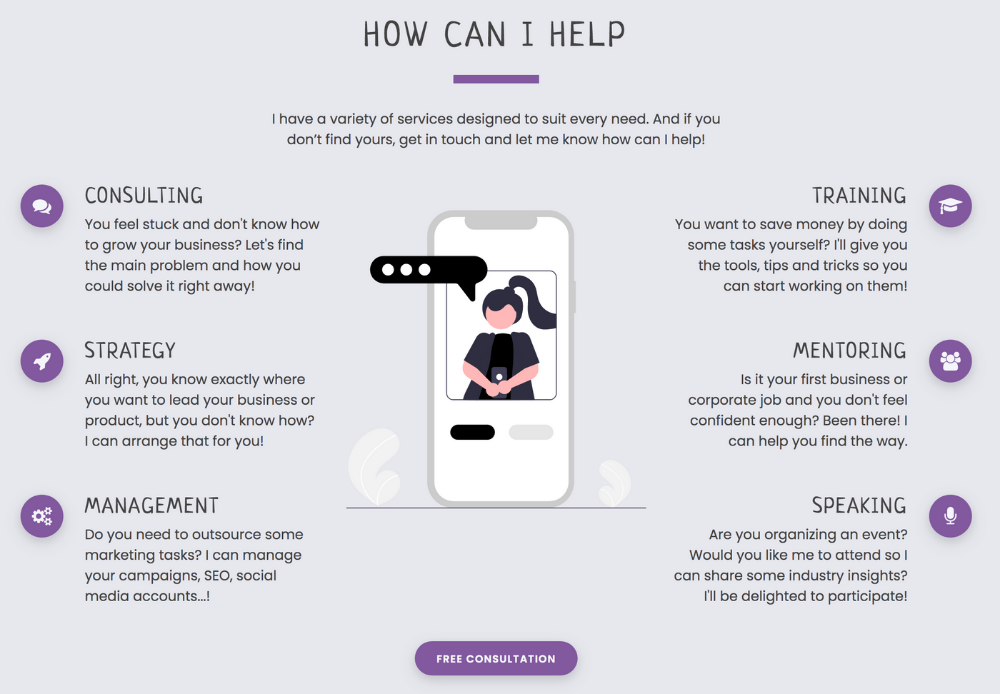 HOW CAN I HELP
I have a variety of services designed to suit every need. And if you
don’t find yours, get in touch and let me know how can I help!
CONSULTING
You feel stuck and don't know how
to grow your business? Let's find
the main problem and how you
could solve it right away!
STRATEGY
All right, you know exactly where
you want to lead your business or
product, but you don't know how?
I can arrange that for you!
MANAGEMENT
Do you need to outsource some
marketing tasks? I can manage
your campaigns, SEO, social
media accounts...!
TRAINING
You want to save money by doing
some tasks yourself? I'll give you
the tools, tips and tricks so you
can start working on them!
MENTORING
Is it your first business or
corporate job and you don't feel
confident enough? Been there! I
can help you find the way.
SPEAKING
Are you organizing an event?
Would you like me to attend so I
can share some industry insights?
I'll be delighted to participate!
FREE CONSULTATION